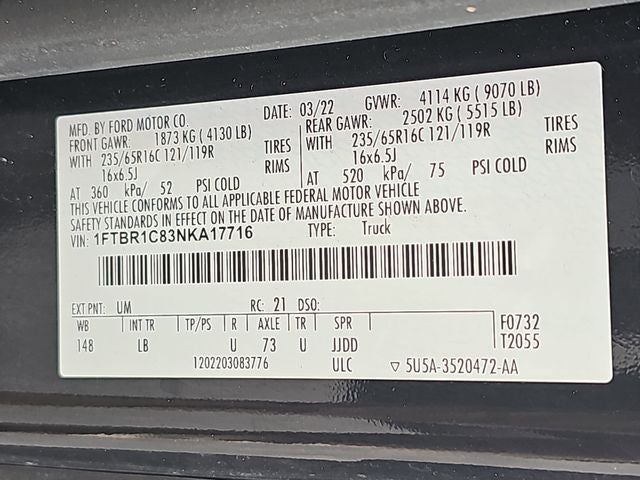 MFD. BY FORD MOTOR CO. DATE: 03/22 GVWR: 4114 KG ( 9070 LB)
FRONT GAWR: 1873 KG ( 4130 LB) REAR GAWR: 2502 KG ( 5515 LB)
WITH 235/65R16C 121/119R TIRES WITH 235/65R16C 121/119R TIRES
16x6.5J RIMS 16x6.5J RIMS
AT 360 kPa/ 52 PSI COLD AT 520 kPa/ 75 PSI COLD
THIS VEHICLE CONFORMS TO ALL APPLICABLE FEDERAL MOTOR VEHICLE
SAFETY STANDARDS IN EFFECT ON THE DATE OF MANUFACTURE SHOWN ABOVE.
VIN: 1FTBR1C83NKA17716 TYPE: Truck
EXT PNT: UM RC: 21 DSO:
WB INT TR TP/PS R AXLE TR SPR F0732
148 LB U 73 U JJDD T2055
1202203083776 ULC ▽ 5U5A-3520472-AA